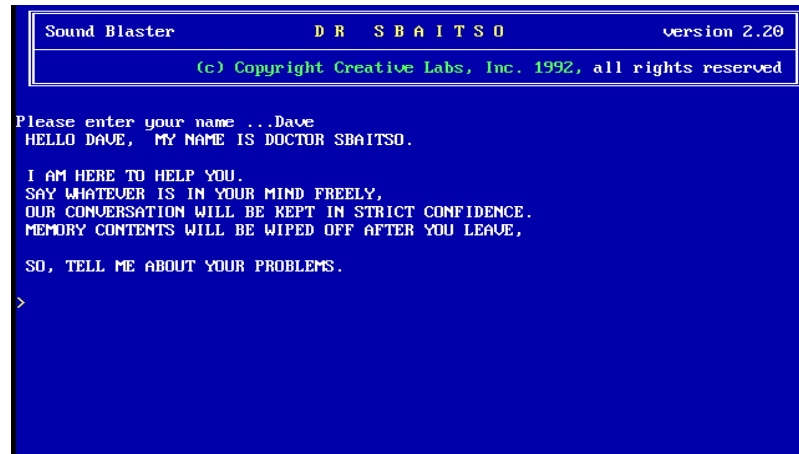 Sound Blaster D R S B A I T S O version 2.20
(c) Copyright Creative Labs, Inc. 1992, all rights reserved
Please enter your name ...Dave
HELLO DAVE, MY NAME IS DOCTOR SBAITSO.
I AM HERE TO HELP YOU.
SAY WHATEVER IS IN YOUR MIND FREELY,
OUR CONVERSATION WILL BE KEPT IN STRICT CONFIDENCE.
MEMORY CONTENTS WILL BE WIPED OFF AFTER YOU LEAVE,
SO, TELL ME ABOUT YOUR PROBLEMS.
>